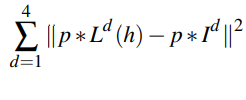 4
∑ ‖p * L^d(h) − p * I^d‖^2
d=1